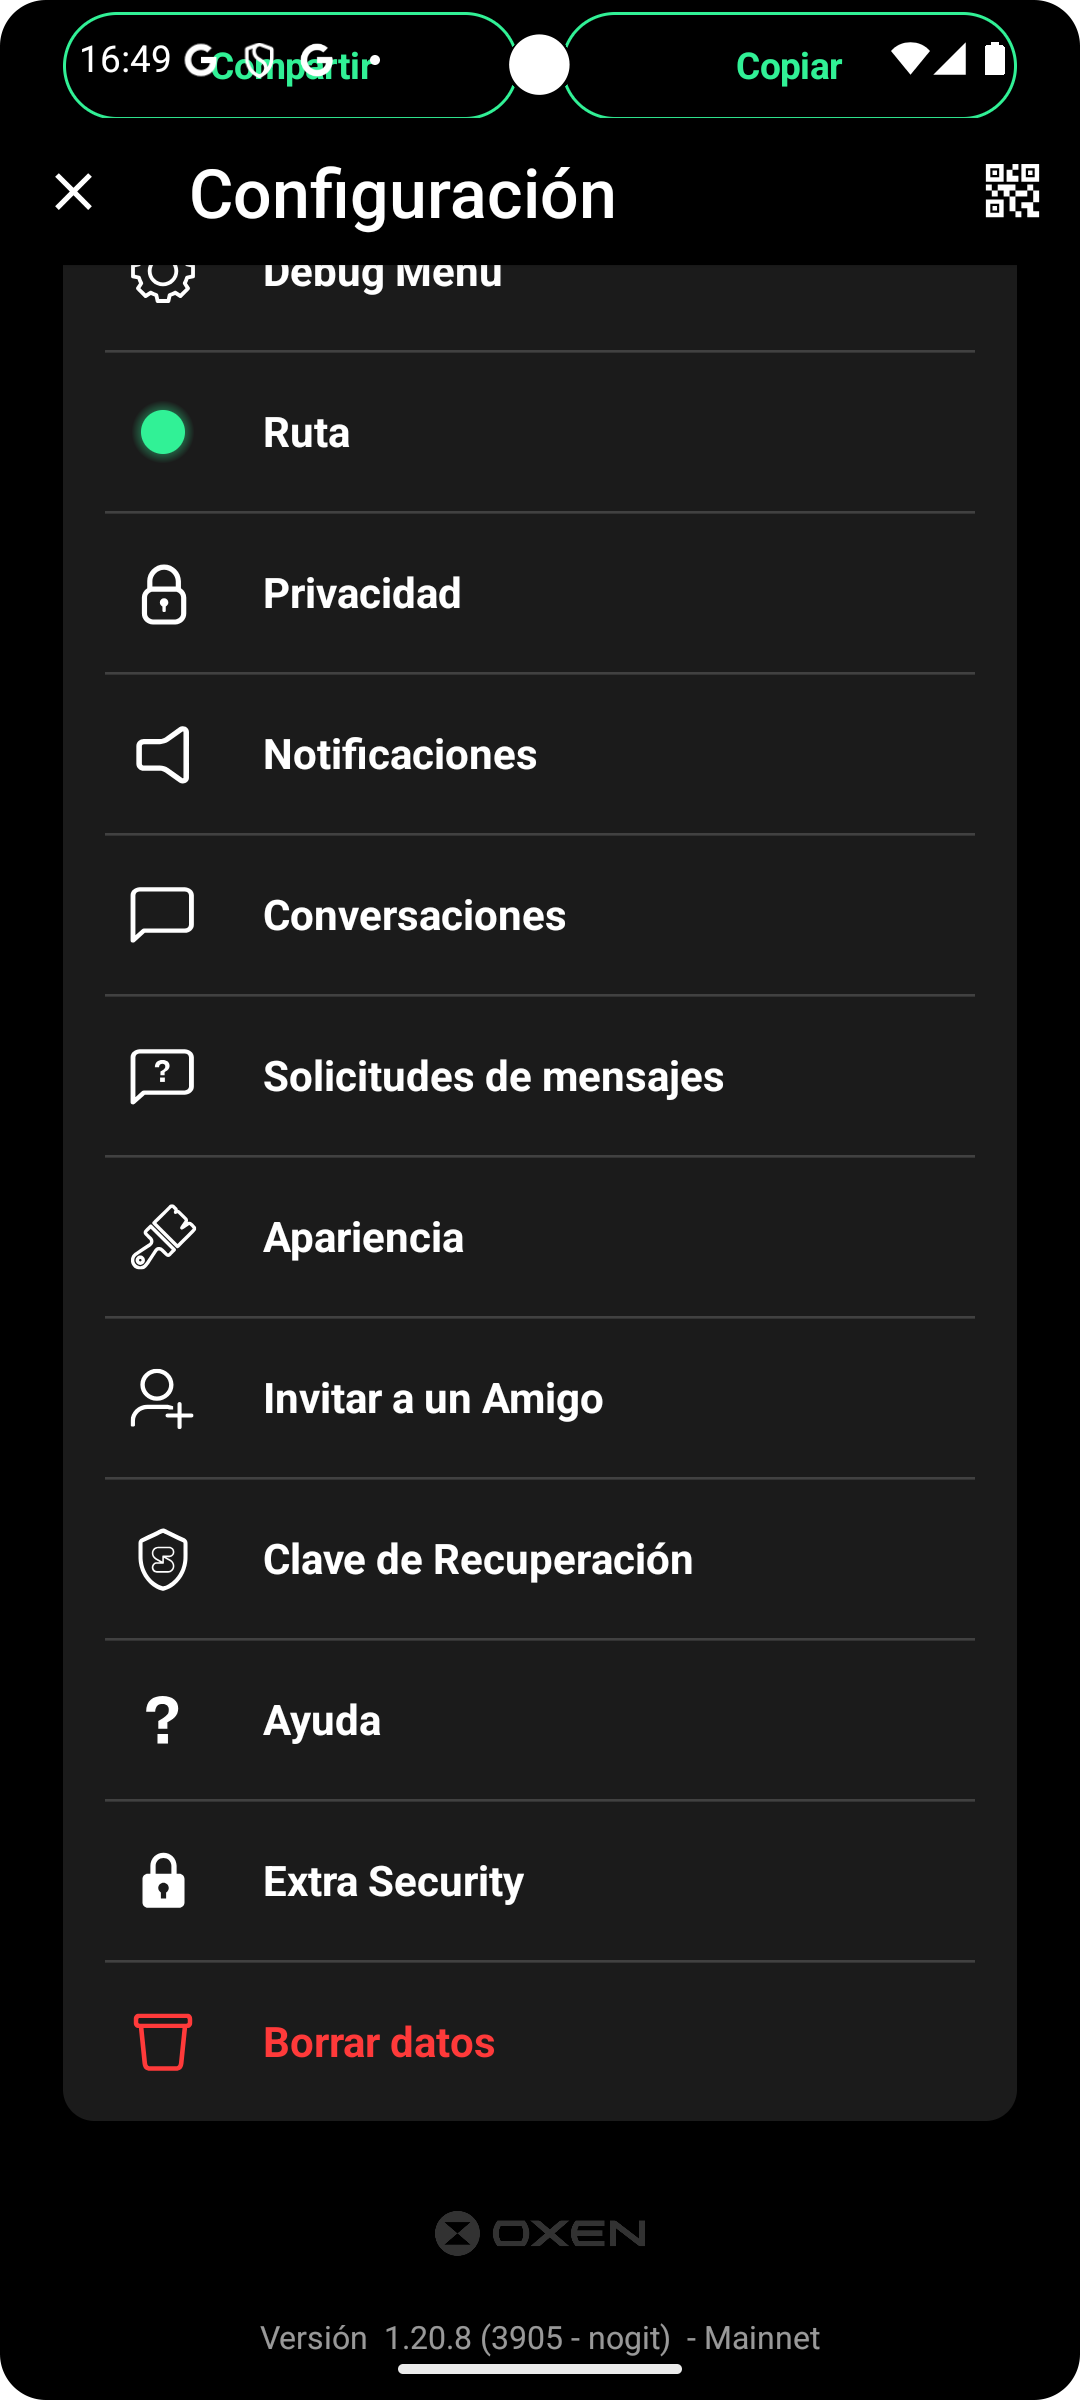 16:49
Compartir
Copiar
Configuración
Debug Menu
Ruta
Privacidad
Notificaciones
Conversaciones
Solicitudes de mensajes
Apariencia
Invitar a un Amigo
Clave de Recuperación
Ayuda
Extra Security
Borrar datos
OXEN
Versión 1.20.8 (3905 - nogit) - Mainnet